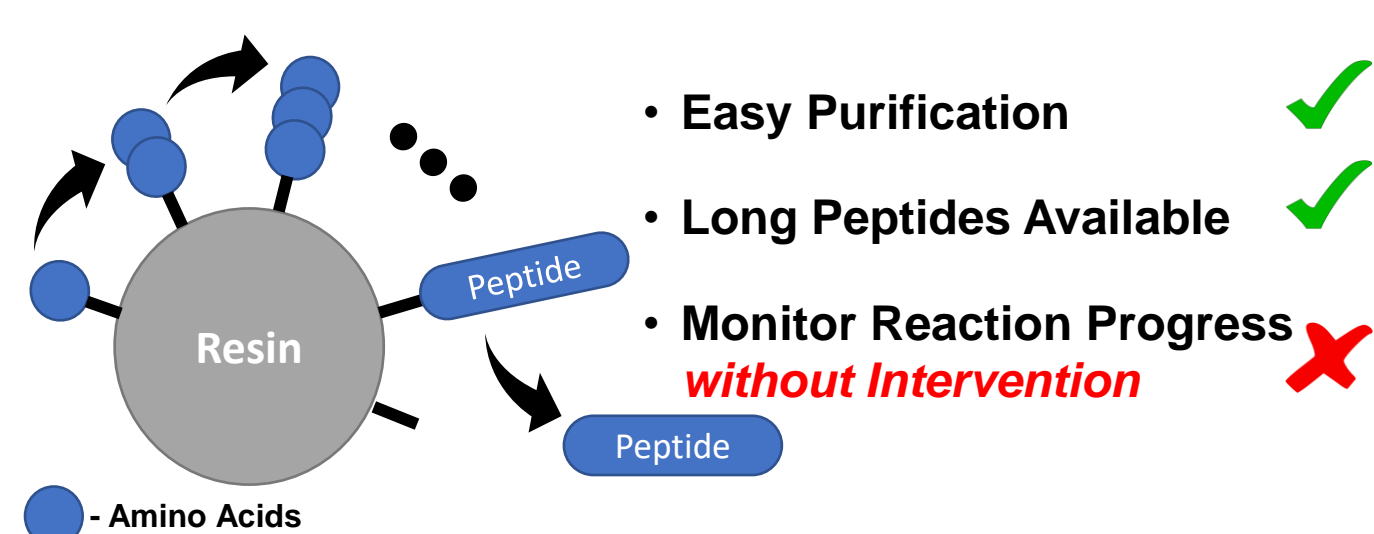 • Easy Purification
• Long Peptides Available
Peptide
• Monitor Reaction Progress
without Intervention
Resin
Peptide
- Amino Acids